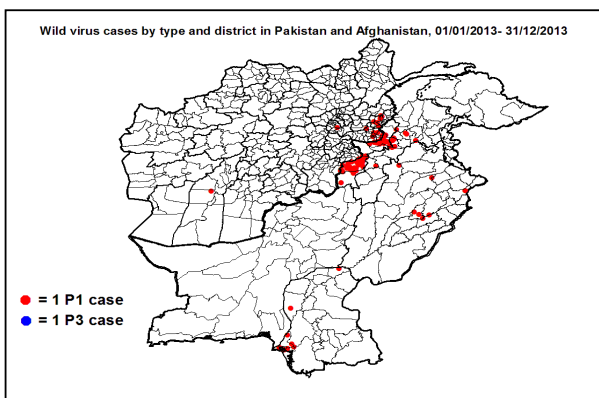 Wild virus cases by type and district in Pakistan and Afghanistan, 01/01/2013- 31/12/2013
= 1 P1 case
= 1 P3 case